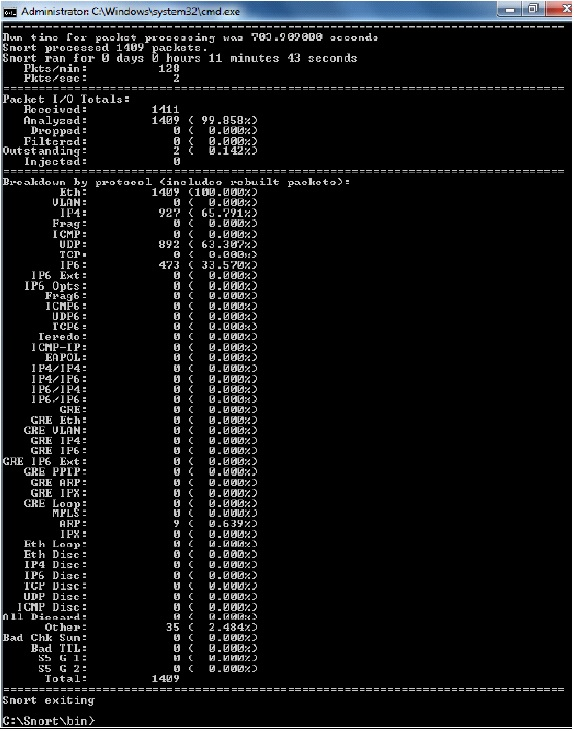 Administrator: C:\Windows\system32\cmd.exe
Run time for packet processing was 703.989000 seconds
Snort processed 1409 packets.
Snort ran for 0 days 0 hours 11 minutes 43 seconds
Pkts/min: 128
Pkts/sec: 2
Packet I/O Totals:
Received: 1411
Analyzed: 1409 ( 99.858%)
Dropped: 0 ( 0.000%)
Filtered: 0 ( 0.000%)
Outstanding: 2 ( 0.142%)
Injected: 0
Breakdown by protocol (includes rebuilt packets):
Eth: 1409 (100.000%)
VLAN: 0 ( 0.000%)
IP4: 927 ( 65.791%)
Frag: 0 ( 0.000%)
ICMP: 0 ( 0.000%)
UDP: 892 ( 63.307%)
TCP: 0 ( 0.000%)
IP6: 473 ( 33.570%)
IP6 Ext: 0 ( 0.000%)
IP6 Opts: 0 ( 0.000%)
Frag6: 0 ( 0.000%)
ICMP6: 0 ( 0.000%)
UDP6: 0 ( 0.000%)
TCP6: 0 ( 0.000%)
Teredo: 0 ( 0.000%)
ICMP-IP: 0 ( 0.000%)
EAPOL: 0 ( 0.000%)
IP4/IP4: 0 ( 0.000%)
IP4/IP6: 0 ( 0.000%)
IP6/IP4: 0 ( 0.000%)
IP6/IP6: 0 ( 0.000%)
GRE: 0 ( 0.000%)
GRE Eth: 0 ( 0.000%)
GRE VLAN: 0 ( 0.000%)
GRE IP4: 0 ( 0.000%)
GRE IP6: 0 ( 0.000%)
GRE IP6 Ext: 0 ( 0.000%)
GRE PPTP: 0 ( 0.000%)
GRE ARP: 0 ( 0.000%)
GRE IPX: 0 ( 0.000%)
GRE Loop: 0 ( 0.000%)
MPLS: 0 ( 0.000%)
ARP: 9 ( 0.639%)
IPX: 0 ( 0.000%)
Eth Loop: 0 ( 0.000%)
Eth Disc: 0 ( 0.000%)
IP4 Disc: 0 ( 0.000%)
IP6 Disc: 0 ( 0.000%)
TCP Disc: 0 ( 0.000%)
UDP Disc: 0 ( 0.000%)
ICMP Disc: 0 ( 0.000%)
All Discard: 0 ( 0.000%)
Other: 35 ( 2.484%)
Bad Chk Sum: 0 ( 0.000%)
Bad TTL: 0 ( 0.000%)
S5 G 1: 0 ( 0.000%)
S5 G 2: 0 ( 0.000%)
Total: 1409
Snort exiting
C:\Snort\bin>